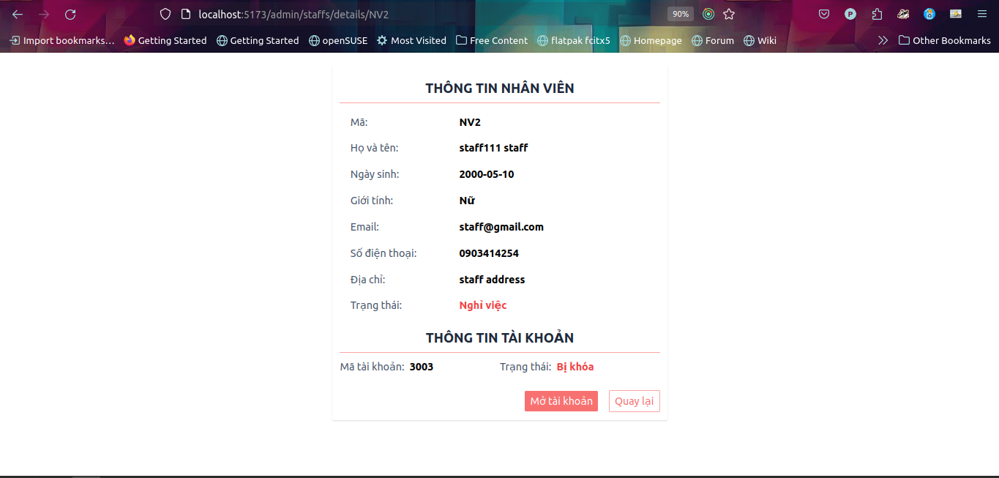 localhost:5173/admin/staffs/details/NV2 90%
Import bookmarks... Getting Started Getting Started openSUSE Most Visited Free Content flatpak fcitx5 Homepage Forum Wiki Other Bookmarks
THÔNG TIN NHÂN VIÊN
Mã: NV2
Họ và tên: staff111 staff
Ngày sinh: 2000-05-10
Giới tính: Nữ
Email: staff@gmail.com
Số điện thoại: 0903414254
Địa chỉ: staff address
Trạng thái: Nghỉ việc
THÔNG TIN TÀI KHOẢN
Mã tài khoản: 3003 Trạng thái: Bị khóa
Mở tài khoản Quay lại